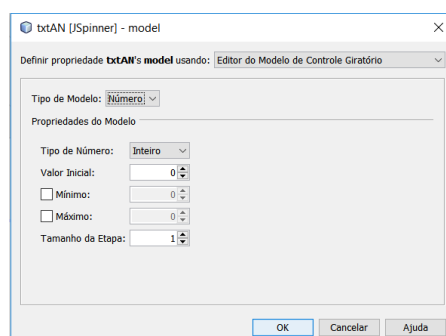 txtAN [JSpinner] - model
Definir propriedade txtAN's model usando: Editor do Modelo de Controle Giratório
Tipo de Modelo: Número
Propriedades do Modelo
Tipo de Número: Inteiro
Valor Inicial: 0
Mínimo: 0
Máximo: 0
Tamanho da Etapa: 1
OK Cancelar Ajuda